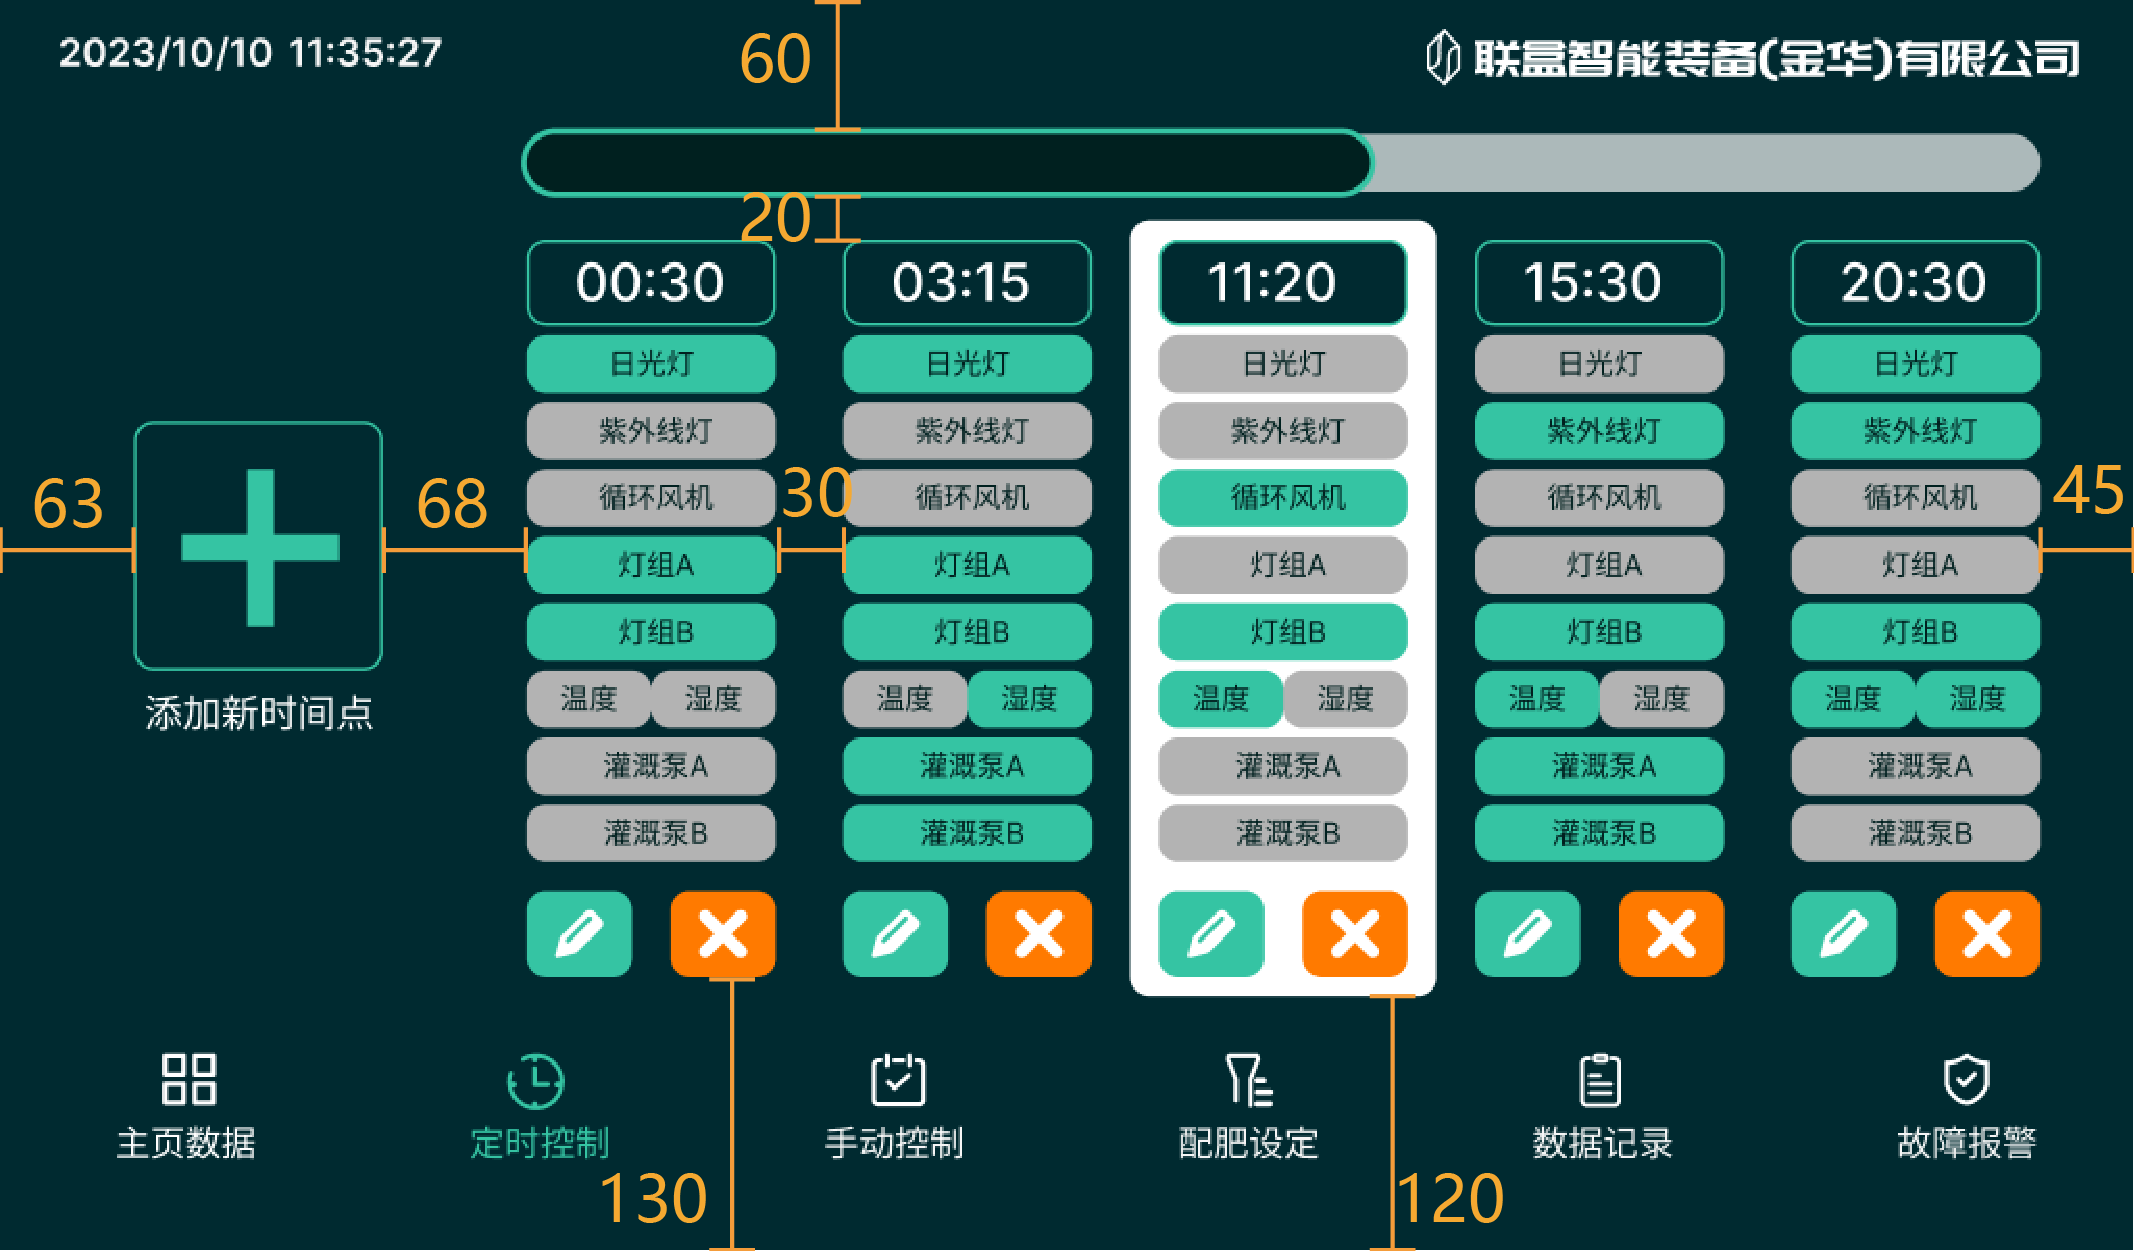 2023/10/10 11:35:27
60
联盒智能装备(金华)有限公司
20
00:30 03:15 11:20 15:30 20:30
日光灯 日光灯 日光灯 日光灯 日光灯
紫外线灯 紫外线灯 紫外线灯 紫外线灯 紫外线灯
63 68 循环风机 30 循环风机 循环风机 循环风机 循环风机 45
灯组A 灯组A 灯组A 灯组A 灯组A
灯组B 灯组B 灯组B 灯组B 灯组B
添加新时间点
温度 湿度 温度 湿度 温度 湿度 温度 湿度 温度 湿度
灌溉泵A 灌溉泵A 灌溉泵A 灌溉泵A 灌溉泵A
灌溉泵B 灌溉泵B 灌溉泵B 灌溉泵B 灌溉泵B
主页数据 定时控制 手动控制 配肥设定 数据记录 故障报警
130 120